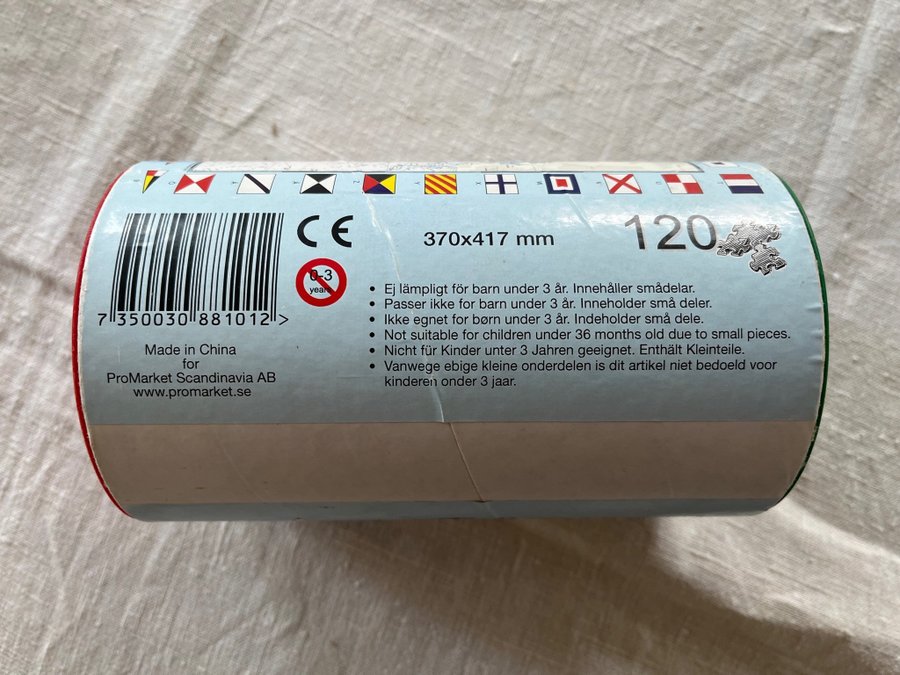 CE
370x417 mm
120
0-3
years
7 350030 881012 >
Made in China
for
ProMarket Scandinavia AB
www.promarket.se
• Ej lämpligt för barn under 3 år. Innehåller smådelar.
• Passer ikke for barn under 3 år. Inneholder små deler.
• Ikke egnet for børn under 3 år. Indeholder små dele.
• Not suitable for children under 36 months old due to small pieces.
• Nicht für Kinder unter 3 Jahren geeignet. Enthält Kleinteile.
• Vanwege ebige kleine onderdelen is dit artikel niet bedoeld voor
kinderen onder 3 jaar.